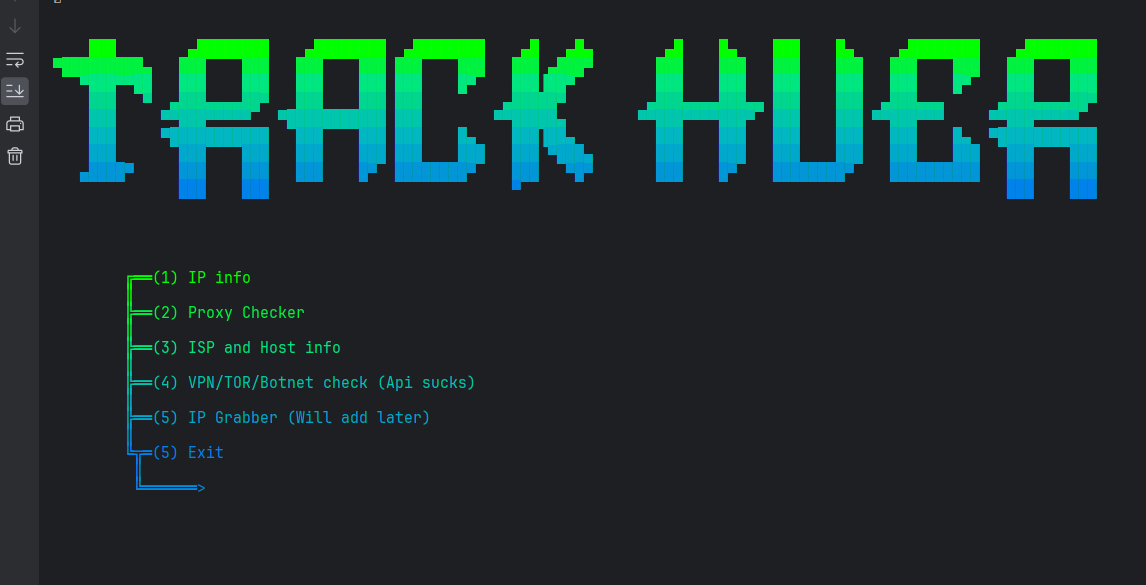 TRACK HUER
(1) IP info
(2) Proxy Checker
(3) ISP and Host info
(4) VPN/TOR/Botnet check (Api sucks)
(5) IP Grabber (Will add later)
(5) Exit
>